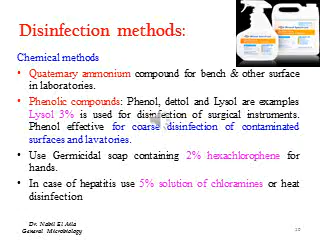 Disinfection methods:
Chemical methods
• Quaternary ammonium compound for bench & other surface
in laboratories.
• Phenolic compounds: Phenol, dettol and Lysol are examples
Lysol 3% is used for disinfection of surgical instruments.
Phenol effective for coarse disinfection of contaminated
surfaces and lavatories.
• Use Germicidal soap containing 2% hexachlorophene for
hands.
• In case of hepatitis use 5% solution of chloramines or heat
disinfection
Dr. Nabil El Aila
General Microbiology